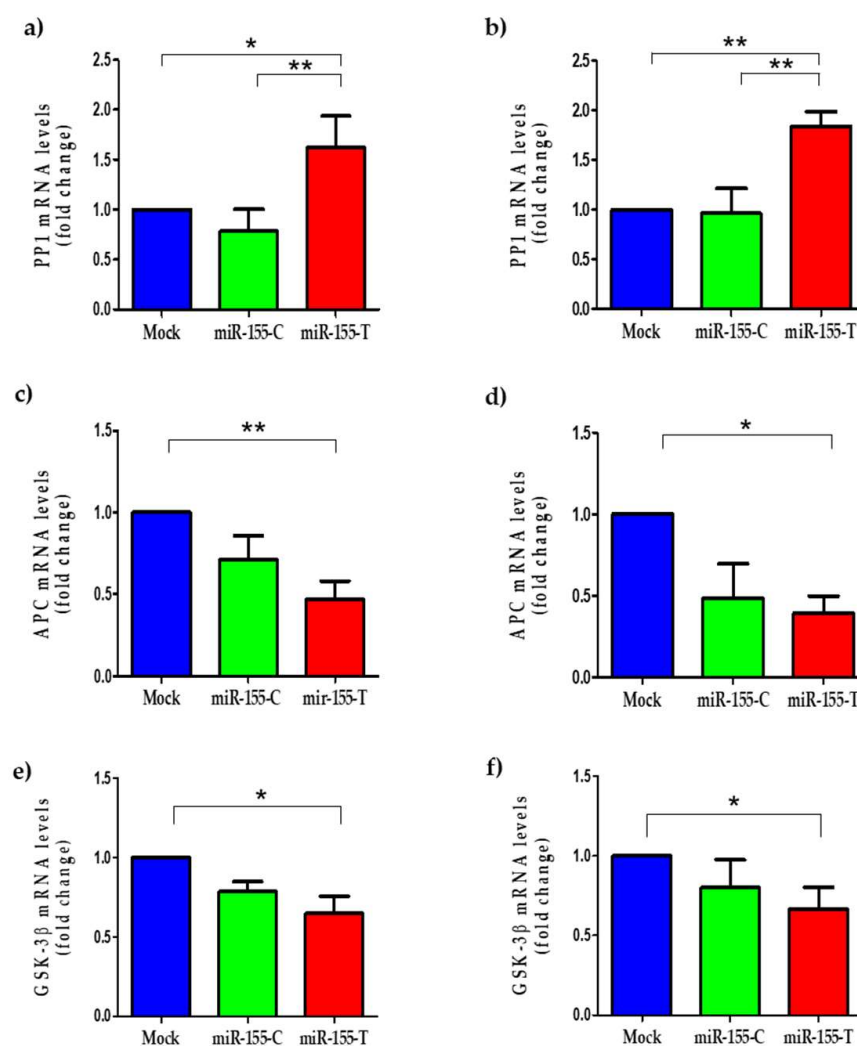 a)
*
**
2.5
2.0
1.5
1.0
0.5
0.0
PP1 mRNA levels
(fold change)
Mock miR-155-C miR-155-T
b)
**
**
2.5
2.0
1.5
1.0
0.5
0.0
PP1 mRNA levels
(fold change)
Mock miR-155-C miR-155-T
c)
**
1.5
1.0
0.5
0.0
APC mRNA levels
(fold change)
Mock miR-155-C mir-155-T
d)
*
1.5
1.0
0.5
0.0
APC mRNA levels
(fold change)
Mock miR-155-C miR-155-T
e)
*
1.5
1.0
0.5
0.0
GSK-3β mRNA levels
(fold change)
Mock miR-155-C miR-155-T
f)
*
1.5
1.0
0.5
0.0
GSK-3β mRNA levels
(fold change)
Mock miR-155-C miR-155-T